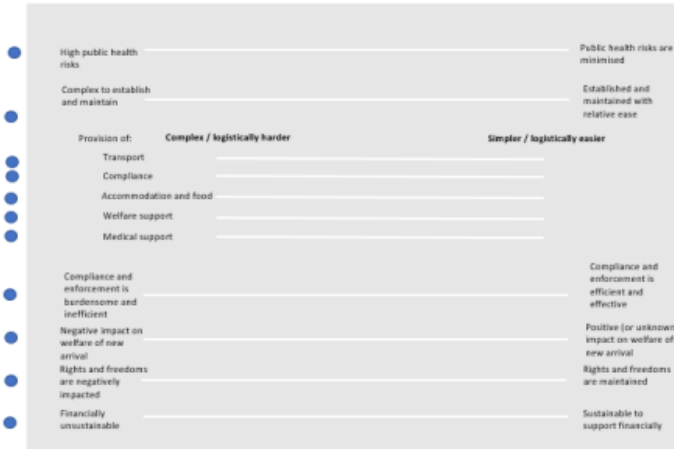 High public health
risks
Public health risks are
minimised
Complex to establish
and maintain
Established and
maintained with
relative ease
Provision of:
Complex / logistically harder
Simpler / logistically easier
Transport
Compliance
Accommodation and food
Welfare support
Medical support
Compliance and
enforcement is
burdensome and
inefficient
Compliance and
enforcement is
efficient and
effective
Negative impact on
welfare of new
arrival
Positive (or unknown
impact on welfare of
new arrival
Rights and freedoms
are negatively
impacted
Rights and freedoms
are maintained
Financially
unsustainable
Sustainable to
support financially